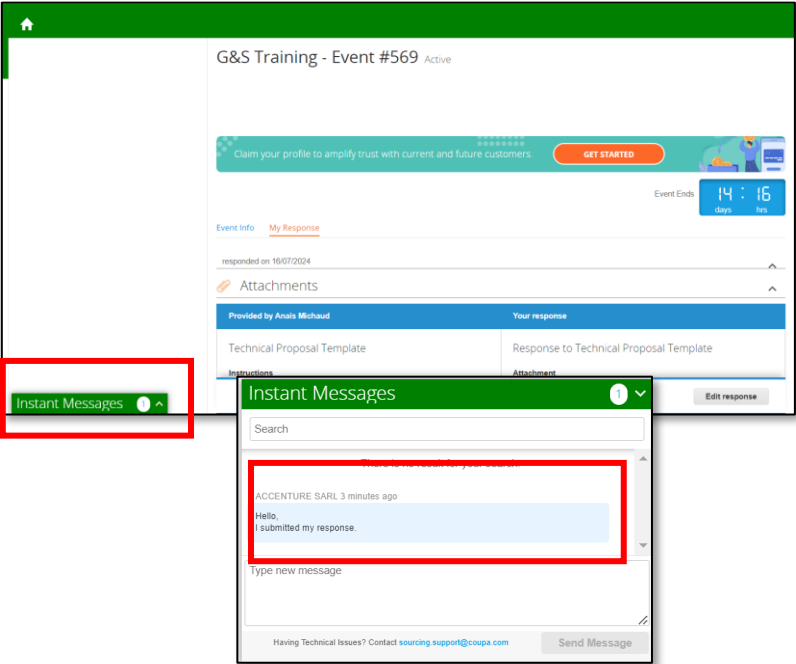 G&S Training - Event #569 Active
Claim your profile to amplify trust with current and future customers
GET STARTED
Event Ends
14 : 16
days hrs
Event Info My Response
responded on 16/07/2024
Attachments
Provided by Anais Michaud Your response
Technical Proposal Template Response to Technical Proposal Template
Instructions Attachment
Edit response
Instant Messages 1
Instant Messages 1
Search
There is no result for your search.
ACCENTURE SARL 3 minutes ago
Hello,
I submitted my response.
Type new message
Having Technical Issues? Contact sourcing.support@coupa.com
Send Message